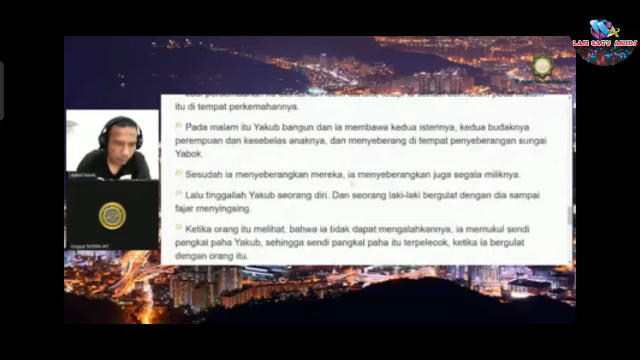 LAGI SATU AKIDI
itu di tempat perkemahannya.
Pada malam itu Yakub bangun dan ia membawa kedua isterinya, kedua budaknya
perempuan dan kesebelas anaknya, dan menyeberang di tempat penyeberangan sungai
Yabok.
Sesudah ia menyeberangkan mereka, ia menyeberangkan juga segala miliknya.
Lalu tinggallah Yakub seorang diri. Dan seorang laki-laki bergulat dengan dia sampai
fajar menyingsing.
Ketika orang itu melihat, bahwa ia tidak dapat mengalahkannya, ia memukul sendi
pangkal paha Yakub, sehingga sendi pangkal paha itu terpelecok, ketika ia bergulat
dengan orang itu.